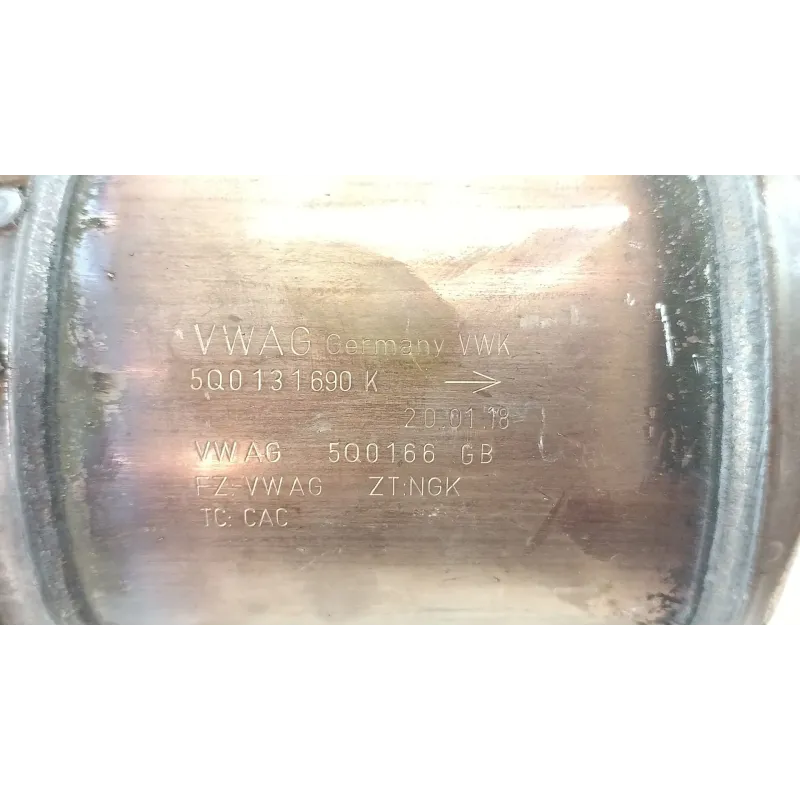 VWAG Germany VWK
5Q0131690 K →
20.01.18
VWAG 5Q0166 GB
FZ:VWAG ZT:NGK
TC: CAC